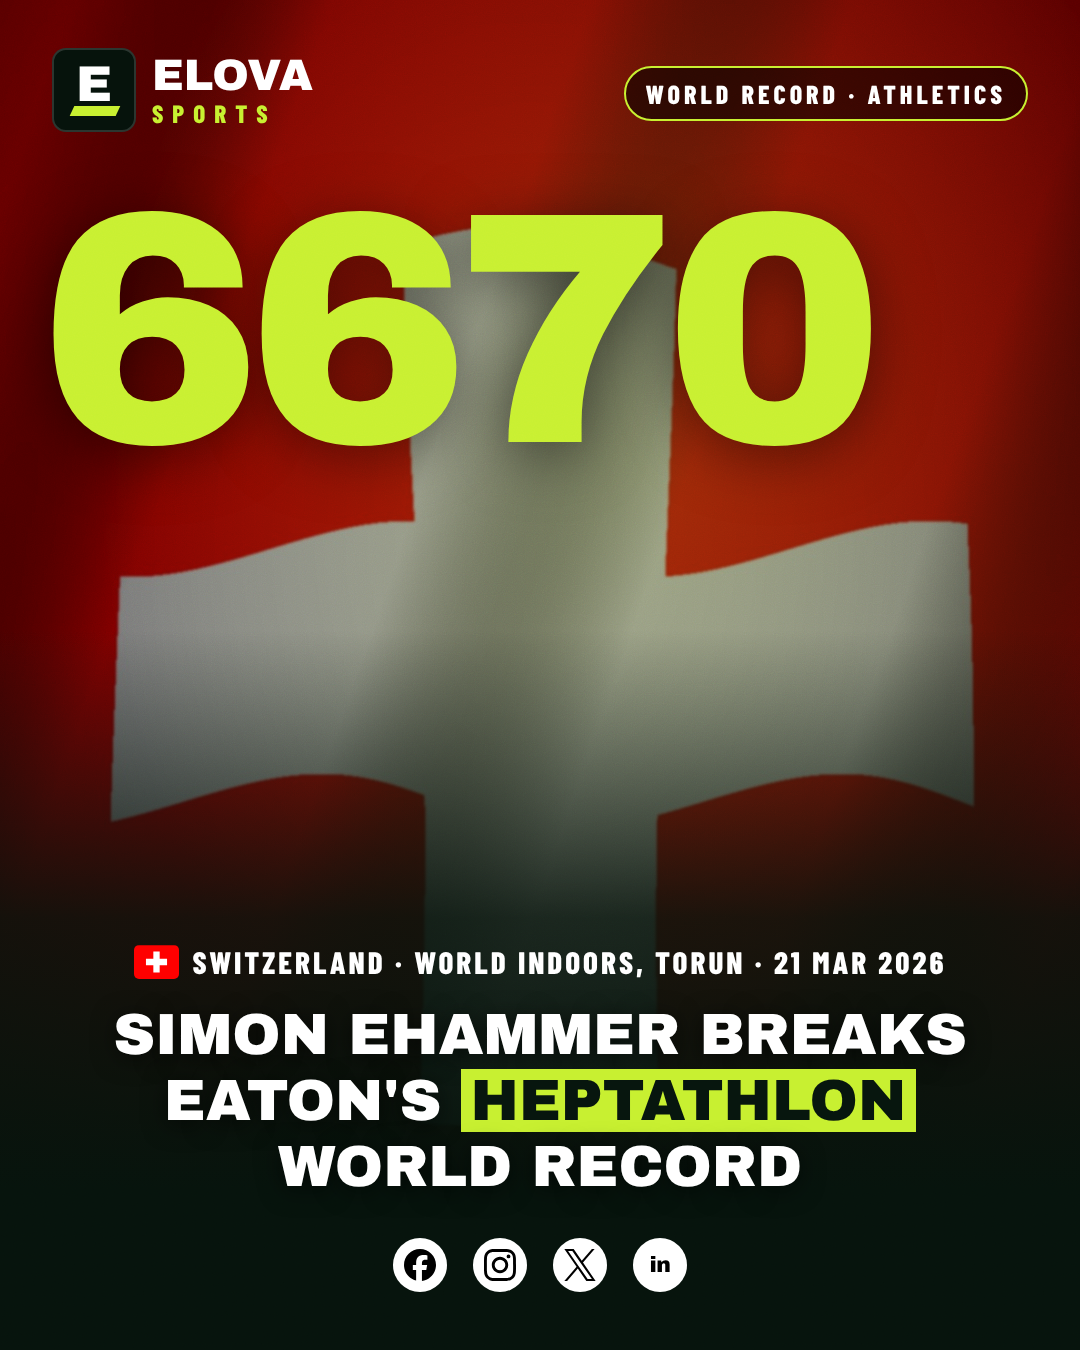 E
ELOVA
SPORTS
WORLD RECORD · ATHLETICS
6670
SWITZERLAND · WORLD INDOORS, TORUN · 21 MAR 2026
SIMON EHAMMER BREAKS
EATON'S HEPTATHLON
WORLD RECORD
in